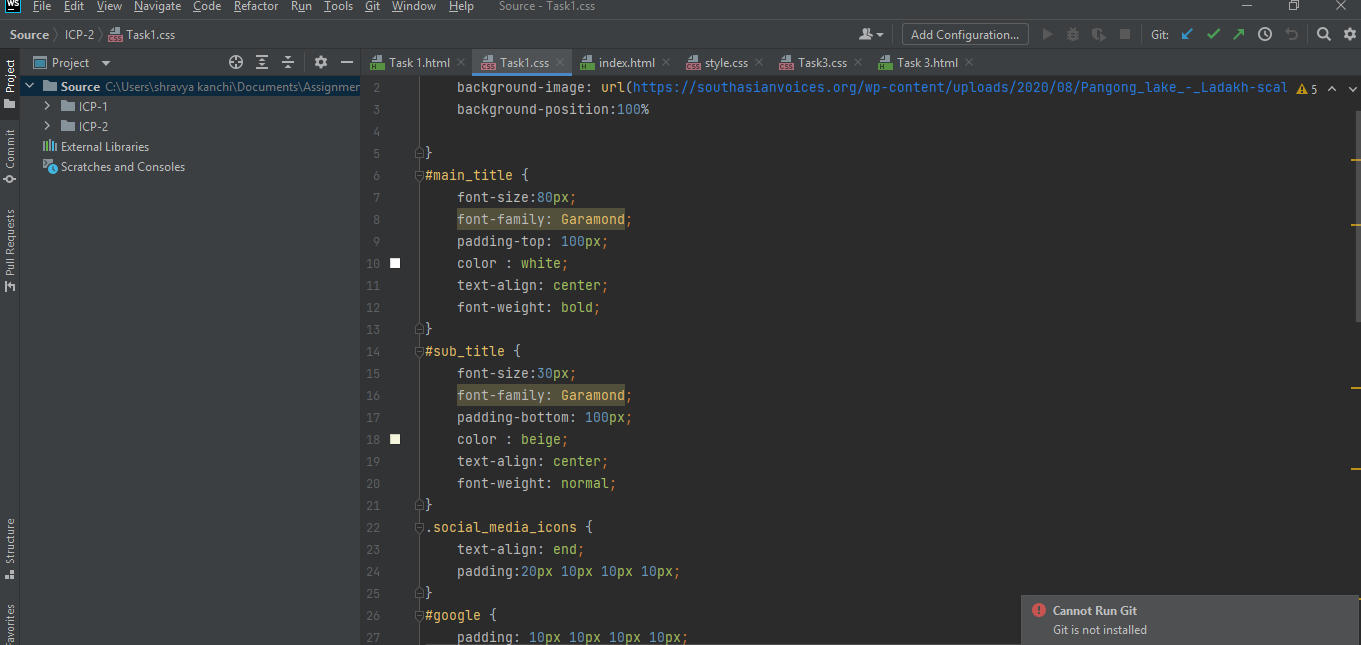 WS File Edit View Navigate Code Refactor Run Tools Git Window Help Source - Task1.css
Source ICP-2 Task1.css Add Configuration... Git:
Project Task 1.html Task1.css index.html style.css Task3.css Task 3.html
Source C:\Users\shravya kanchi\Documents\Assignmen
ICP-1
ICP-2
External Libraries
Scratches and Consoles
Project
Commit
Pull Requests
Structure
Favorites
2 background-image: url(https://southasianvoices.org/wp-content/uploads/2020/08/Pangong_lake_-_Ladakh-scal 5
3 background-position:100%
4
5 }
6 #main_title {
7 font-size:80px;
8 font-family: Garamond;
9 padding-top: 100px;
10 color : white;
11 text-align: center;
12 font-weight: bold;
13 }
14 #sub_title {
15 font-size:30px;
16 font-family: Garamond;
17 padding-bottom: 100px;
18 color : beige;
19 text-align: center;
20 font-weight: normal;
21 }
22 .social_media_icons {
23 text-align: end;
24 padding:20px 10px 10px 10px;
25 }
26 #google {
27 padding: 10px 10px 10px 10px;
Cannot Run Git
Git is not installed